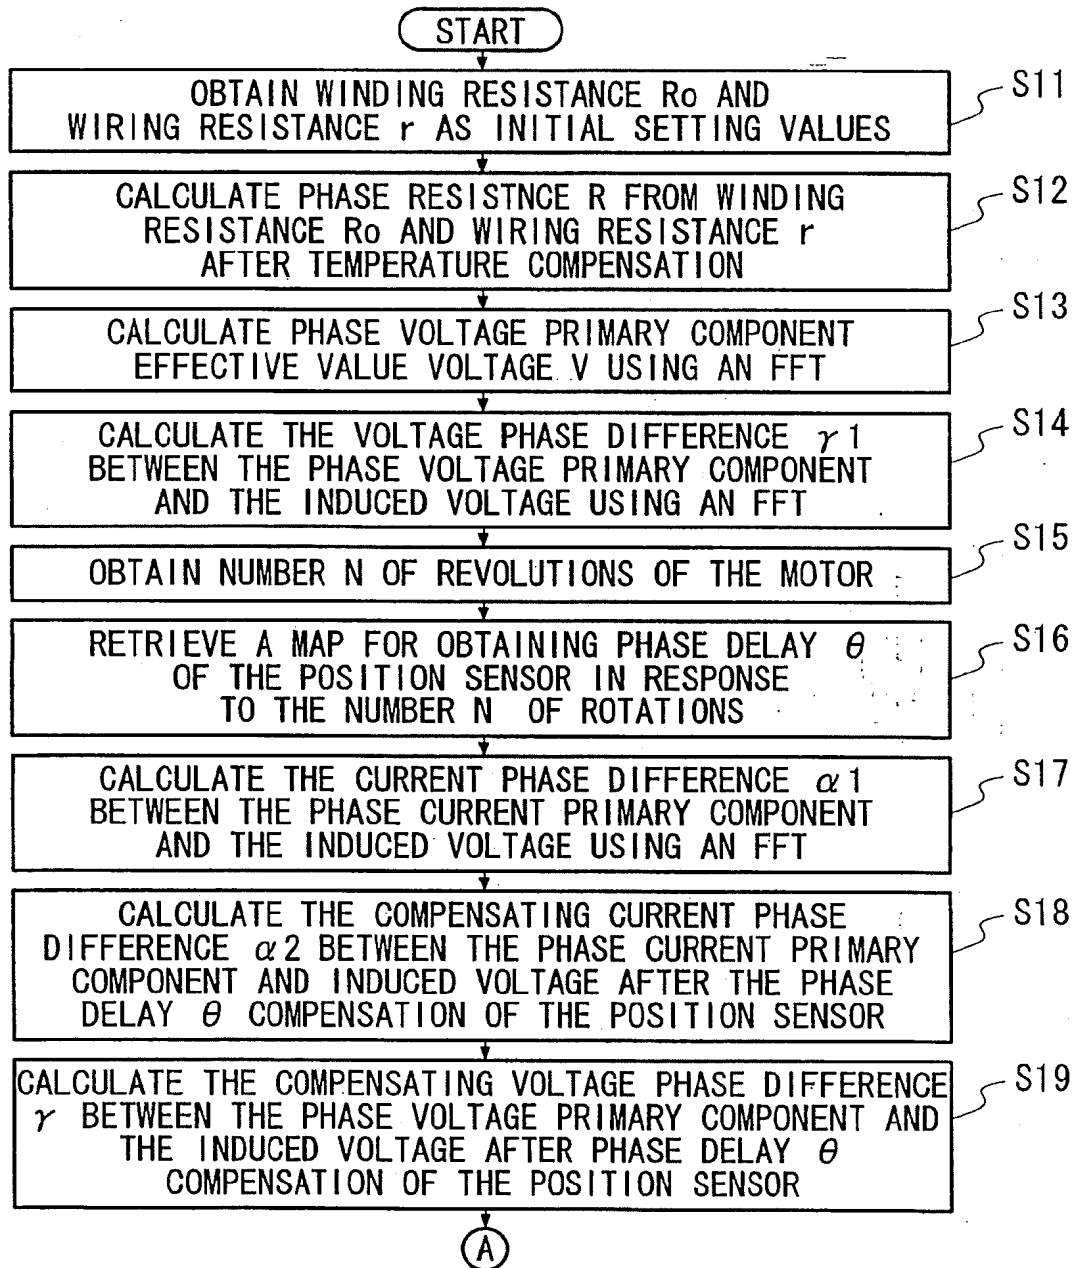 START
OBTAIN WINDING RESISTANCE Ro AND
WIRING RESISTANCE r AS INITIAL SETTING VALUES
S11
CALCULATE PHASE RESISTNCE R FROM WINDING
RESISTANCE Ro AND WIRING RESISTANCE r
AFTER TEMPERATURE COMPENSATION
S12
CALCULATE PHASE VOLTAGE PRIMARY COMPONENT
EFFECTIVE VALUE VOLTAGE V USING AN FFT
S13
CALCULATE THE VOLTAGE PHASE DIFFERENCE γ1
BETWEEN THE PHASE VOLTAGE PRIMARY COMPONENT
AND THE INDUCED VOLTAGE USING AN FFT
S14
OBTAIN NUMBER N OF REVOLUTIONS OF THE MOTOR
S15
RETRIEVE A MAP FOR OBTAINING PHASE DELAY θ
OF THE POSITION SENSOR IN RESPONSE
TO THE NUMBER N OF ROTATIONS
S16
CALCULATE THE CURRENT PHASE DIFFERENCE α1
BETWEEN THE PHASE CURRENT PRIMARY COMPONENT
AND THE INDUCED VOLTAGE USING AN FFT
S17
CALCULATE THE COMPENSATING CURRENT PHASE
DIFFERENCE α2 BETWEEN THE PHASE CURRENT PRIMARY
COMPONENT AND INDUCED VOLTAGE AFTER THE PHASE
DELAY θ COMPENSATION OF THE POSITION SENSOR
S18
CALCULATE THE COMPENSATING VOLTAGE PHASE DIFFERENCE
γ BETWEEN THE PHASE VOLTAGE PRIMARY COMPONENT AND
THE INDUCED VOLTAGE AFTER PHASE DELAY θ
COMPENSATION OF THE POSITION SENSOR
S19
A